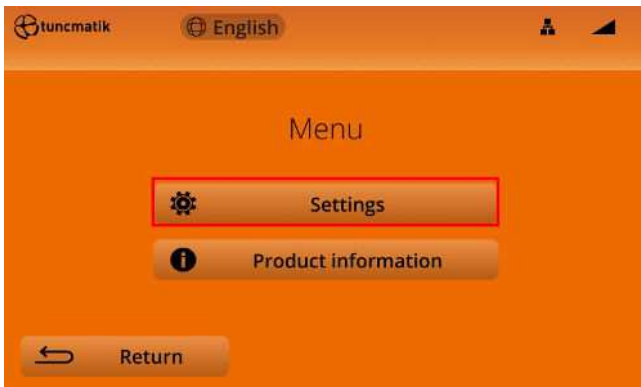 tuncmatik
English
Menu
Settings
Product information
Return